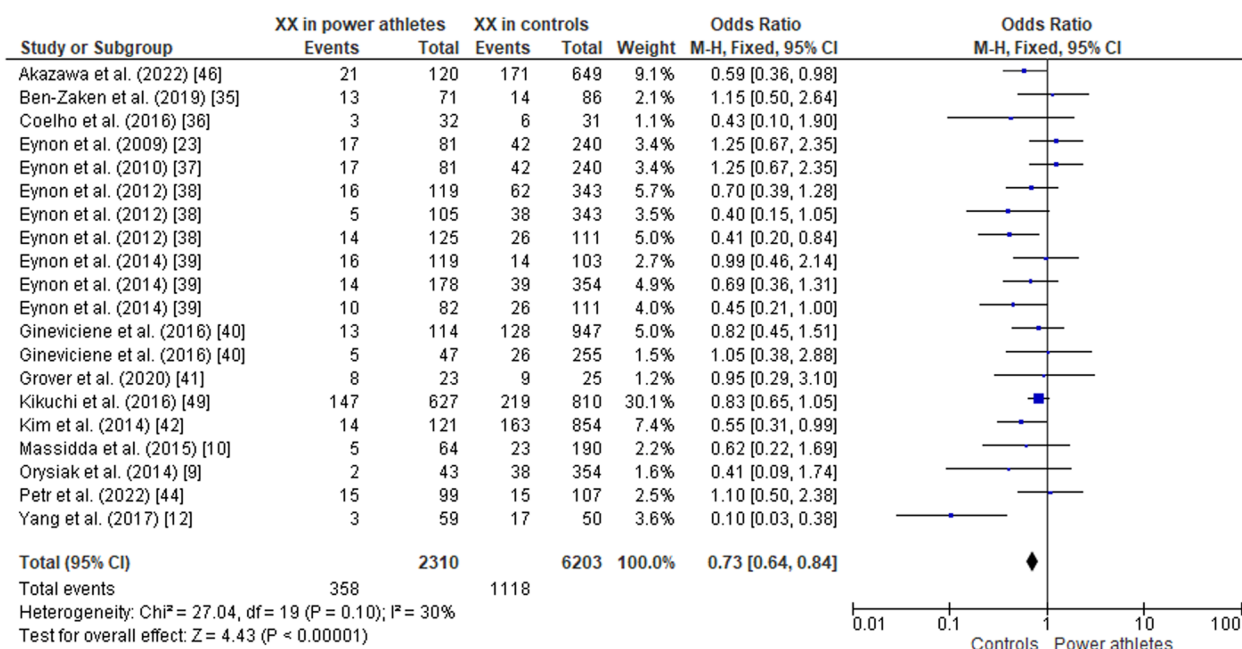 XX in power athletes XX in controls Odds Ratio Odds Ratio
Study or Subgroup Events Total Events Total Weight M-H, Fixed, 95% CI M-H, Fixed, 95% CI
Akazawa et al. (2022) [46] 21 120 171 649 9.1% 0.59 [0.36, 0.98]
Ben-Zaken et al. (2019) [35] 13 71 14 86 2.1% 1.15 [0.50, 2.64]
Coelho et al. (2016) [36] 3 32 6 31 1.1% 0.43 [0.10, 1.90]
Eynon et al. (2009) [23] 17 81 42 240 3.4% 1.25 [0.67, 2.35]
Eynon et al. (2010) [37] 17 81 42 240 3.4% 1.25 [0.67, 2.35]
Eynon et al. (2012) [38] 16 119 62 343 5.7% 0.70 [0.39, 1.28]
Eynon et al. (2012) [38] 5 105 38 343 3.5% 0.40 [0.15, 1.05]
Eynon et al. (2012) [38] 14 125 26 111 5.0% 0.41 [0.20, 0.84]
Eynon et al. (2014) [39] 16 119 14 103 2.7% 0.99 [0.46, 2.14]
Eynon et al. (2014) [39] 14 178 39 354 4.9% 0.69 [0.36, 1.31]
Eynon et al. (2014) [39] 10 82 26 111 4.0% 0.45 [0.21, 1.00]
Gineviciene et al. (2016) [40] 13 114 128 947 5.0% 0.82 [0.45, 1.51]
Gineviciene et al. (2016) [40] 5 47 26 255 1.5% 1.05 [0.38, 2.88]
Grover et al. (2020) [41] 8 23 9 25 1.2% 0.95 [0.29, 3.10]
Kikuchi et al. (2016) [49] 147 627 219 810 30.1% 0.83 [0.65, 1.05]
Kim et al. (2014) [42] 14 121 163 854 7.4% 0.55 [0.31, 0.99]
Massidda et al. (2015) [10] 5 64 23 190 2.2% 0.62 [0.22, 1.69]
Orysiak et al. (2014) [9] 2 43 38 354 1.6% 0.41 [0.09, 1.74]
Petr et al. (2022) [44] 15 99 15 107 2.5% 1.10 [0.50, 2.38]
Yang et al. (2017) [12] 3 59 17 50 3.6% 0.10 [0.03, 0.38]
Total (95% CI) 2310 6203 100.0% 0.73 [0.64, 0.84]
Total events 358 1118
Heterogeneity: Chi² = 27.04, df = 19 (P = 0.10); I² = 30%
Test for overall effect: Z = 4.43 (P < 0.00001)
0.01 0.1 1 10 100
Controls Power athletes